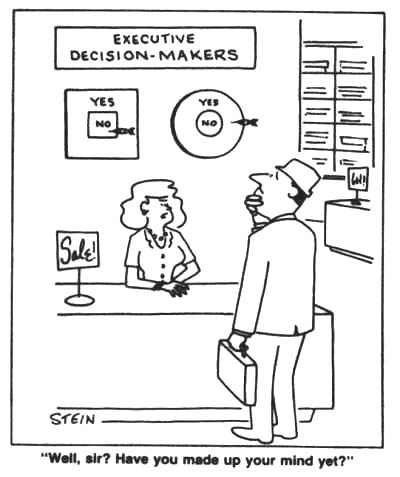 EXECUTIVE
DECISION-MAKERS
YES
NO
YES
NO
Sale!
STEIN
"Well, sir? Have you made up your mind yet?"